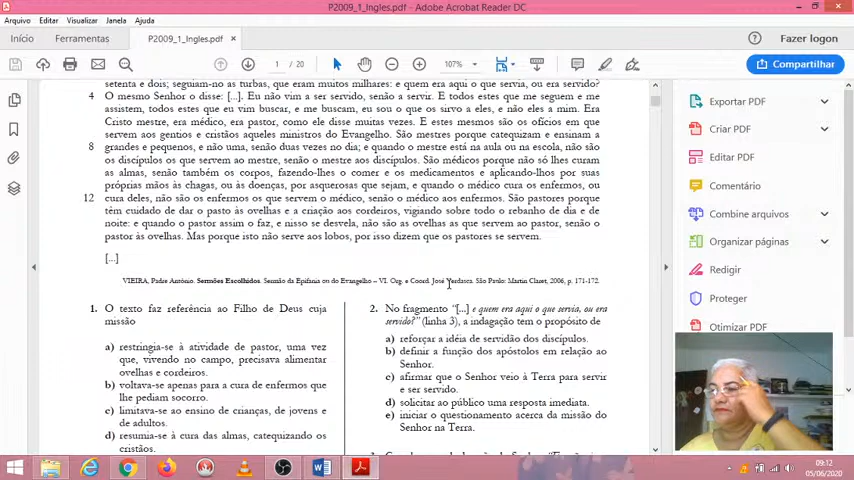 P2009_1_Ingles.pdf - Adobe Acrobat Reader DC
Arquivo Editar Visualizar Janela Ajuda
Início Ferramentas P2009_1_Ingles.pdf × Fazer logon
1 / 20 107% Compartilhar
setenta e dois; seguiam-no as turbas, que eram muitos milhares: e quem era aqui o que servia, ou era servido?
4 O mesmo Senhor o disse: [...]. Eu não vim a ser servido, senão a servir. E todos estes que me seguem e me
assistem, todos estes que eu vim buscar, e me buscam, eu sou o que os sirvo a eles, e não eles a mim. Era
Cristo mestre, era médico, era pastor, como ele disse muitas vezes. E estes mesmos são os ofícios em que
servem aos gentios e cristãos aqueles ministros do Evangelho. São mestres porque catequizam e ensinam a
8 grandes e pequenos, e não uma, senão duas vezes no dia; e quando o mestre está na aula ou na escola, não são
os discípulos os que servem ao mestre, senão o mestre aos discípulos. São médicos porque não só lhes curam
as almas, senão também os corpos, fazendo-lhes o comer e os medicamentos e aplicando-lhos por suas
próprias mãos às chagas, ou às doenças, por asquerosas que sejam, e quando o médico cura os enfermos, ou
12 cura deles, não são os enfermos os que servem o médico, senão o médico aos enfermos. São pastores porque
têm cuidado de dar o pasto às ovelhas e a criação aos cordeiros, vigiando sobre todo o rebanho de dia e de
noite: e quando o pastor assim o faz, e nisso se desvela, não são as ovelhas as que servem ao pastor, senão o
pastor às ovelhas. Mas porque isto não serve aos lobos, por isso dizem que os pastores se servem.
[...]
VIEIRA, Padre Antônio. Sermões Escolhidos. Sermão da Epifania ou do Evangelho – VI. Org. e Coord. José Verdasca. São Paulo: Martin Claret, 2006, p. 171-172.
1. O texto faz referência ao Filho de Deus cuja
missão
a) restringia-se à atividade de pastor, uma vez
que, vivendo no campo, precisava alimentar
ovelhas e cordeiros.
b) voltava-se apenas para a cura de enfermos que
lhe pediam socorro.
c) limitava-se ao ensino de crianças, de jovens e
de adultos.
d) resumia-se à cura das almas, catequizando os
cristãos.
2. No fragmento "[...] e quem era aqui o que servia, ou era
servido?" (linha 3), a indagação tem o propósito de
a) reforçar a idéia de servidão dos discípulos.
b) definir a função dos apóstolos em relação ao
Senhor.
c) afirmar que o Senhor veio à Terra para servir
e ser servido.
d) solicitar ao público uma resposta imediata.
e) iniciar o questionamento acerca da missão do
Senhor na Terra.
Exportar PDF
Criar PDF
Editar PDF
Comentário
Combine arquivos
Organizar páginas
Redigir
Proteger
Otimizar PDF
09:12
05/06/2020